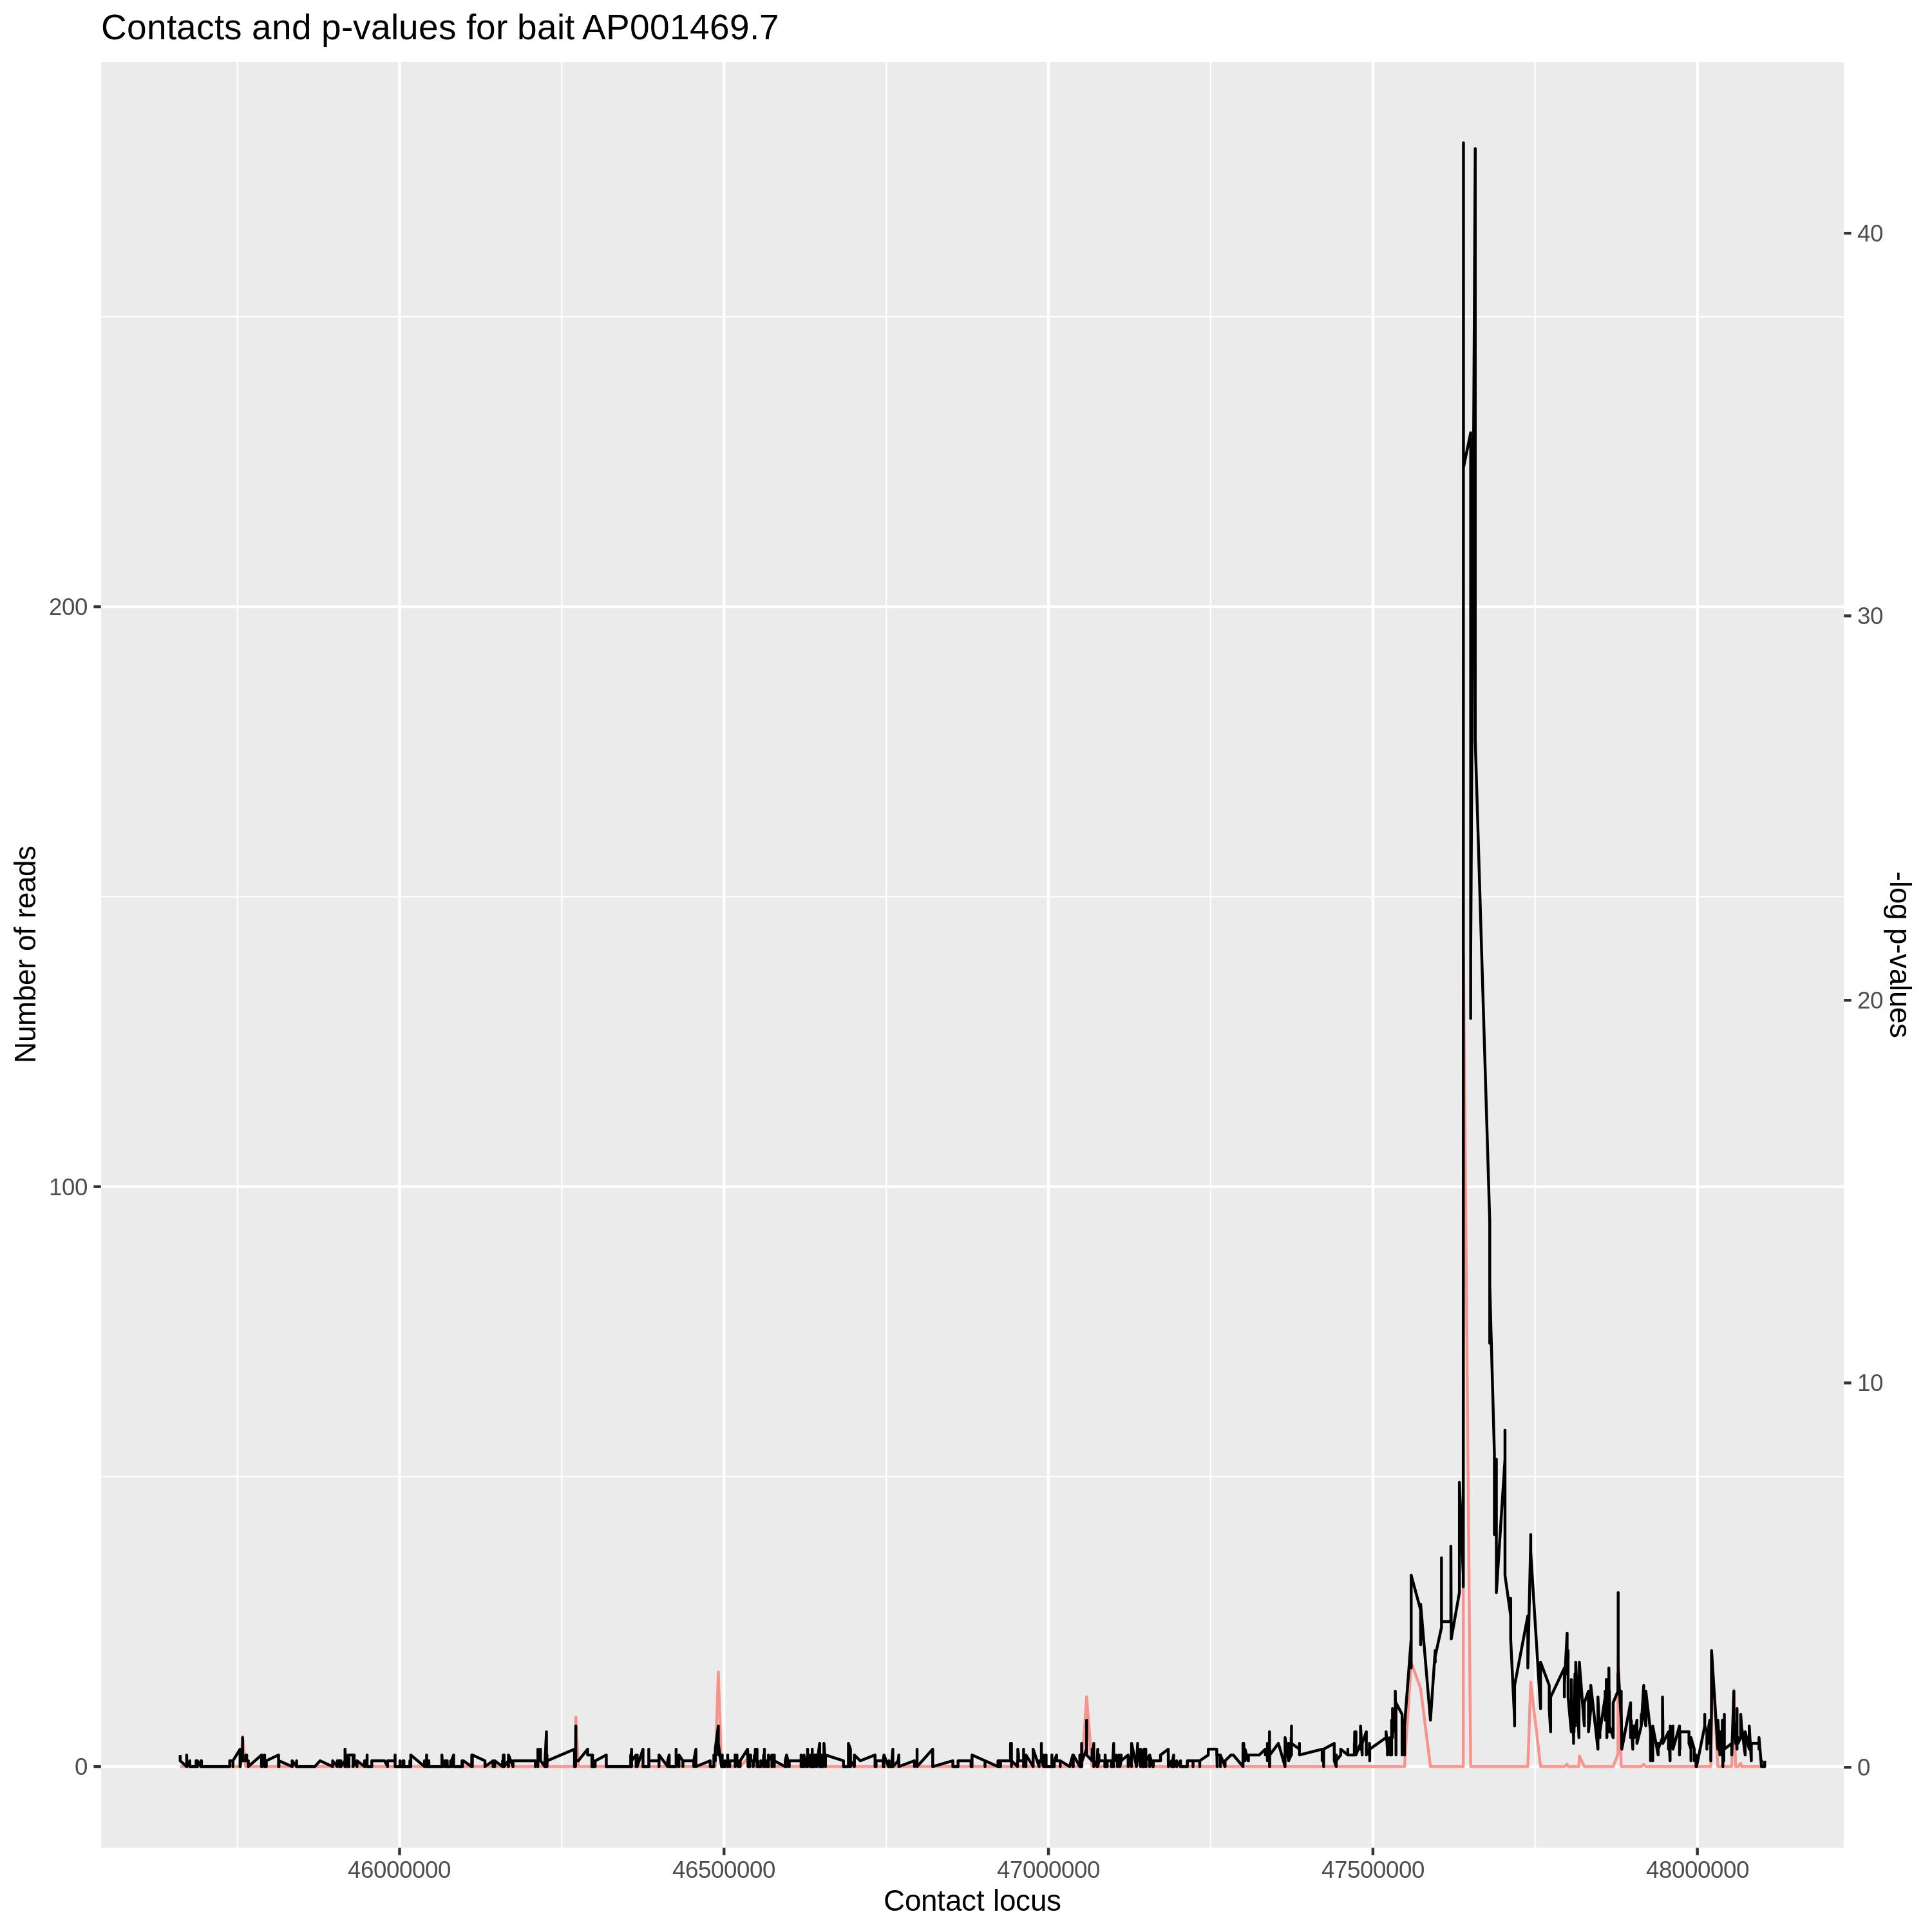 Contacts and p-values for bait AP001469.7
Number of reads
200
100
0
40
30
20
10
0
-log p-values
46000000 46500000 47000000 47500000 48000000
Contact locus